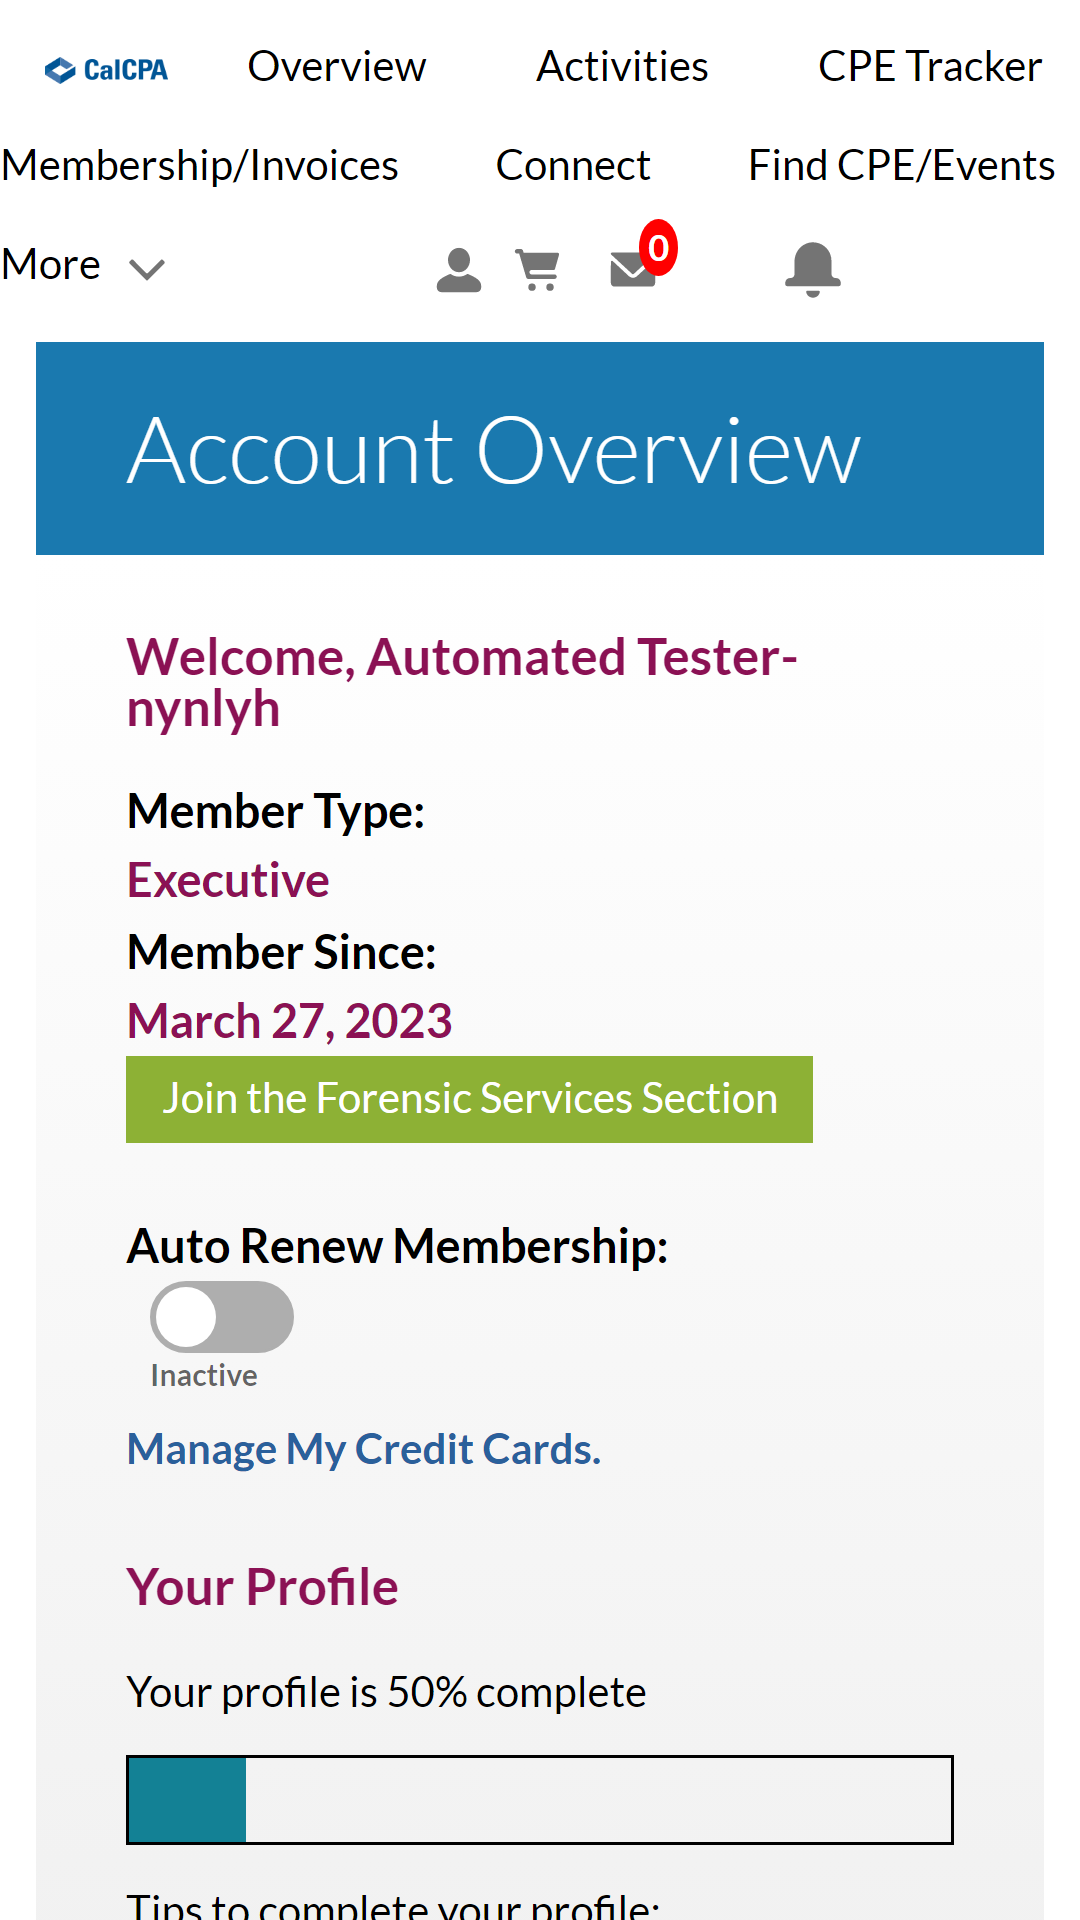 CalCPA Overview Activities CPE Tracker
Membership/Invoices Connect Find CPE/Events
More 0
Account Overview
Welcome, Automated Tester-
nynlyh
Member Type:
Executive
Member Since:
March 27, 2023
Join the Forensic Services Section
Auto Renew Membership:
Inactive
Manage My Credit Cards.
Your Profile
Your profile is 50% complete
Tips to complete your profile: